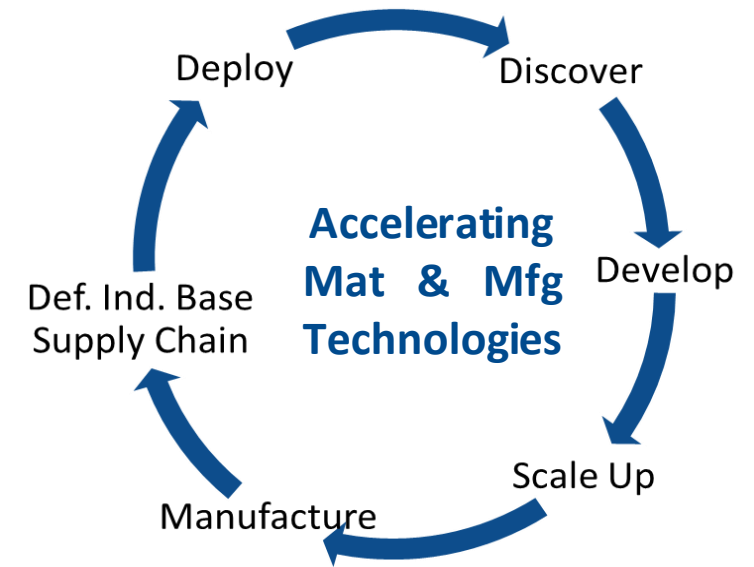 Deploy
Discover
Accelerating
Mat & Mfg
Technologies
Develop
Def. Ind. Base
Supply Chain
Scale Up
Manufacture